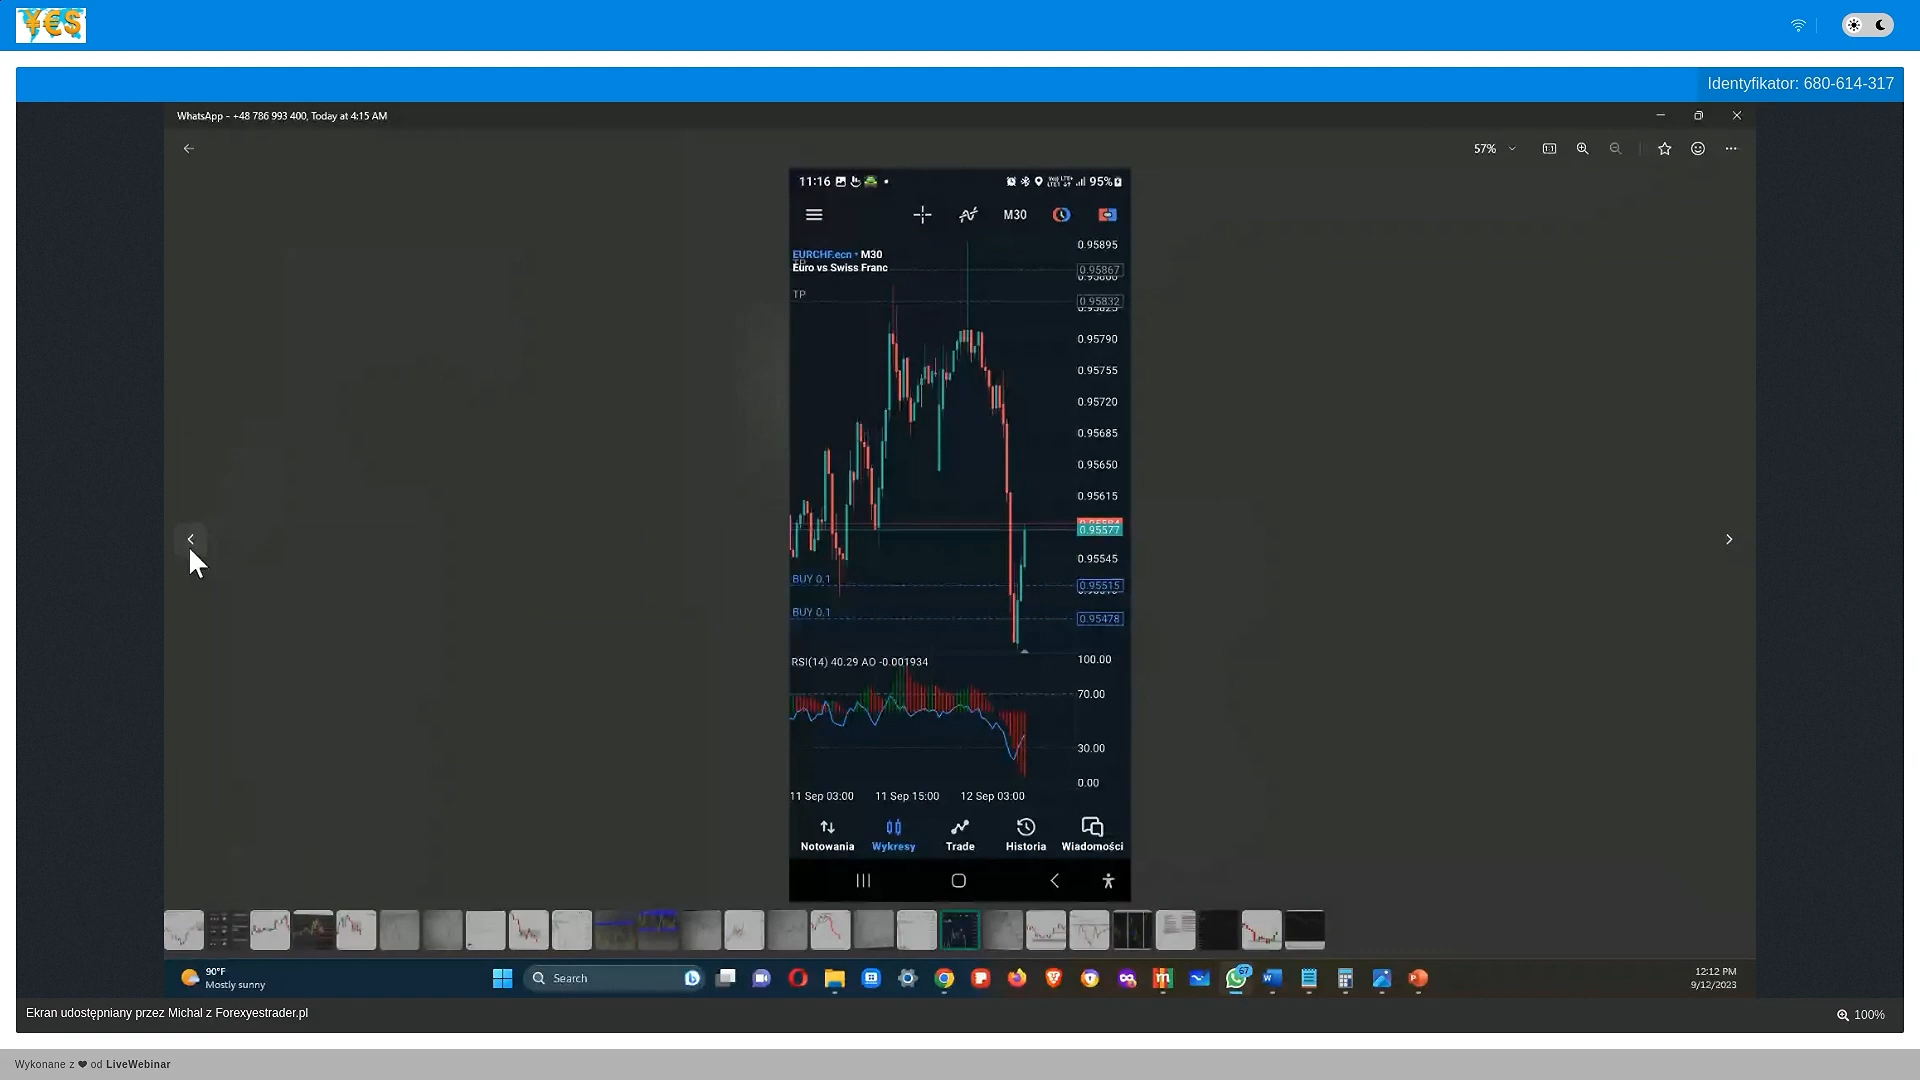 ¥€$
Identyfikator: 680-614-317
WhatsApp - +48 786 993 400, Today at 4:15 AM
57%
11:16
95%
M30
0.95895
EURCHF.ecn · M30
0.95867
Euro vs Swiss Franc
TP
0.95832
0.95790
0.95755
0.95720
0.95685
0.95650
0.95615
0.95577
0.95545
BUY 0.1
0.95515
BUY 0.1
0.95478
RSI(14) 40.29 AO -0.001934
100.00
70.00
30.00
0.00
11 Sep 03:00 11 Sep 15:00 12 Sep 03:00
Notowania Wykresy Trade Historia Wiadomości
90°F
Mostly sunny
Search
67
12:12 PM
9/12/2023
Ekran udostępniany przez Michal z Forexyestrader.pl
100%
Wykonane z ❤ od LiveWebinar